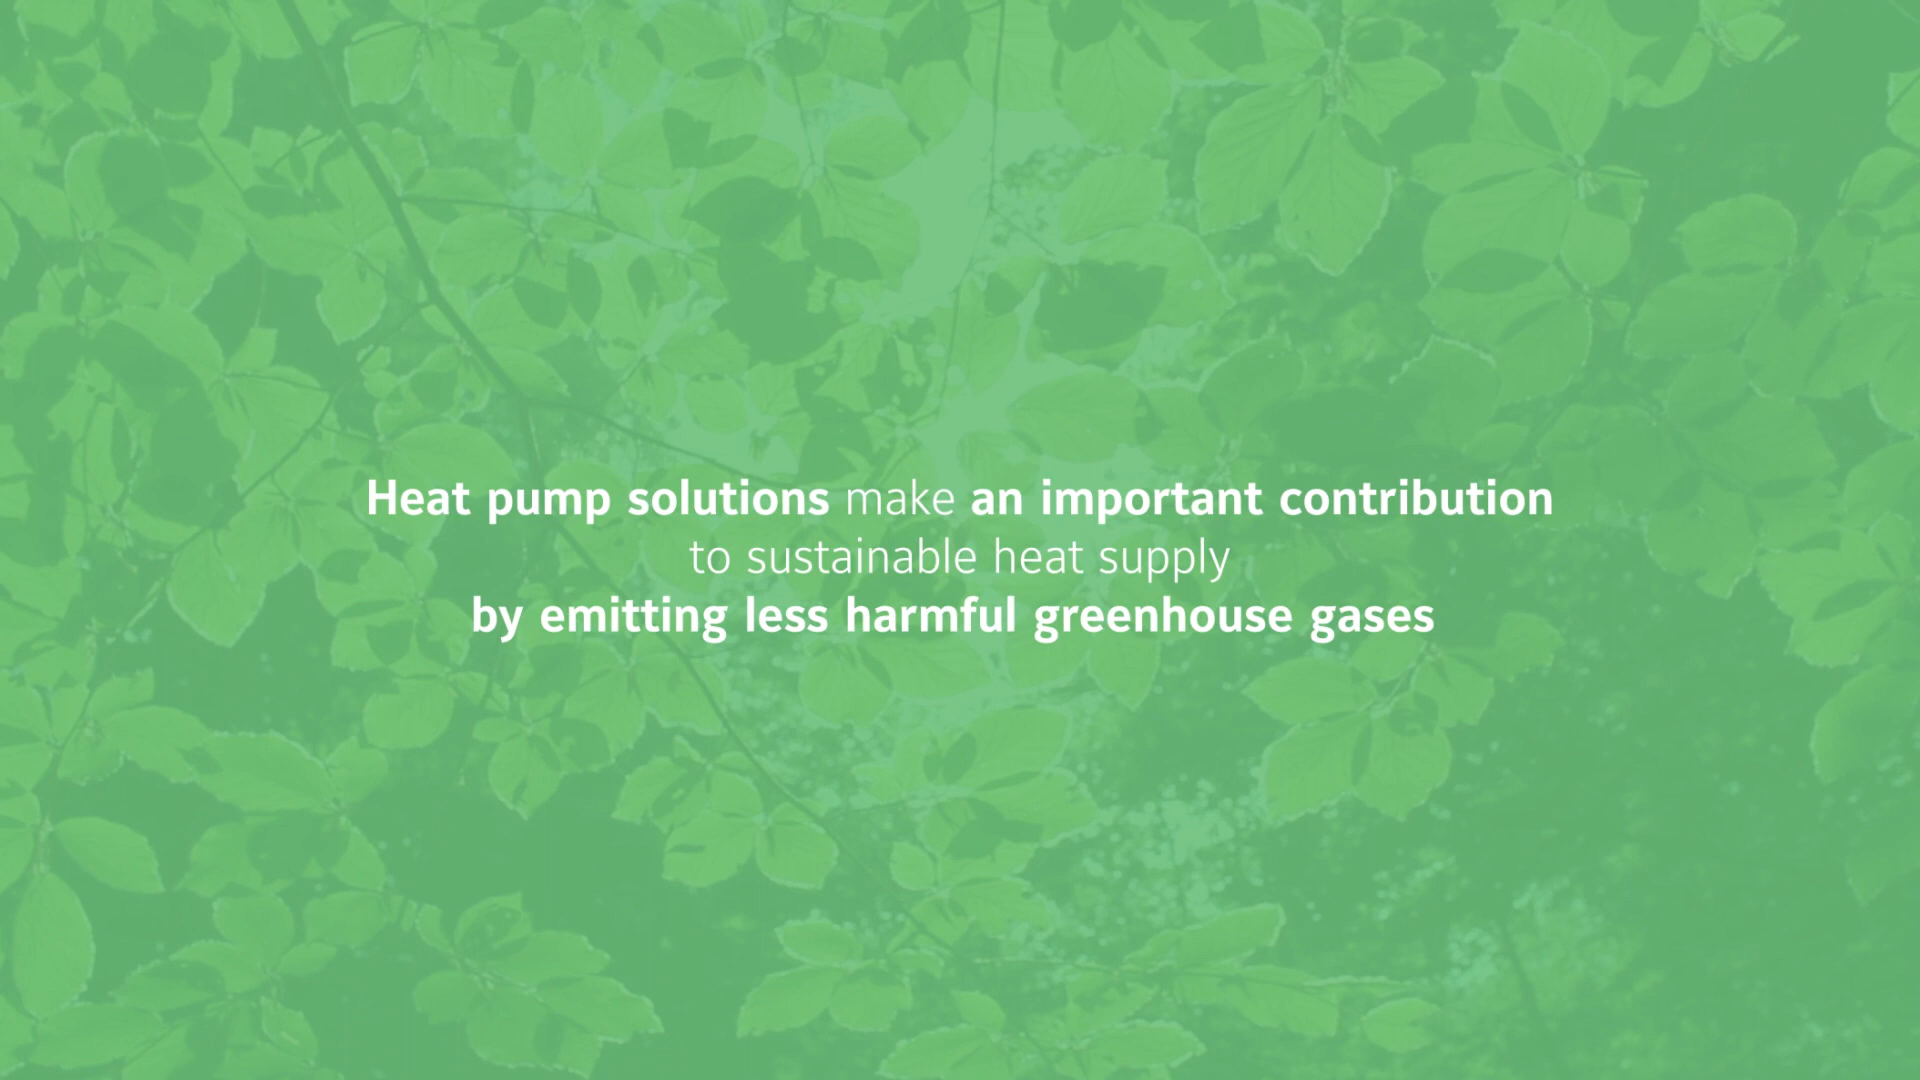 Heat pump solutions make an important contribution
to sustainable heat supply
by emitting less harmful greenhouse gases